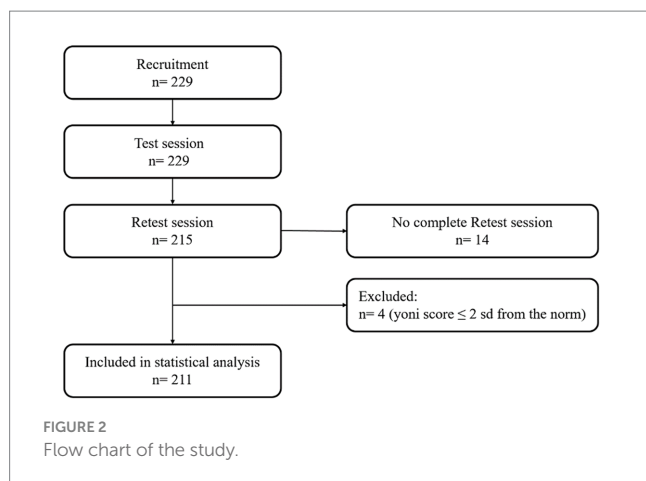 Recruitment
n= 229
Test session
n= 229
Retest session
n= 215
No complete Retest session
n= 14
Excluded:
n= 4 (yoni score ≤ 2 sd from the norm)
Included in statistical analysis
n= 211
FIGURE 2
Flow chart of the study.